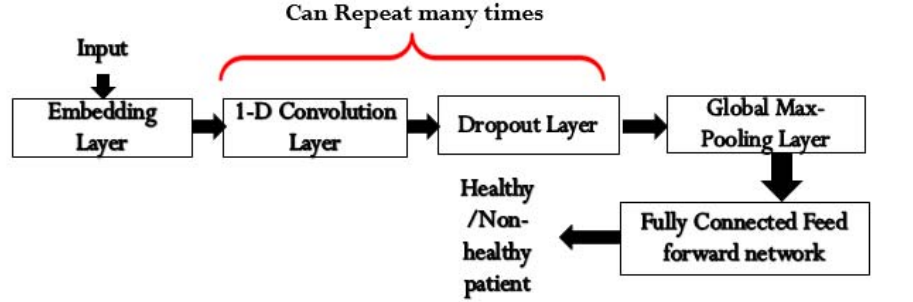 Can Repeat many times
Input
Embedding
Layer
1-D Convolution
Layer
Dropout Layer
Global Max-
Pooling Layer
Fully Connected Feed
forward network
Healthy
/Non-
healthy
patient